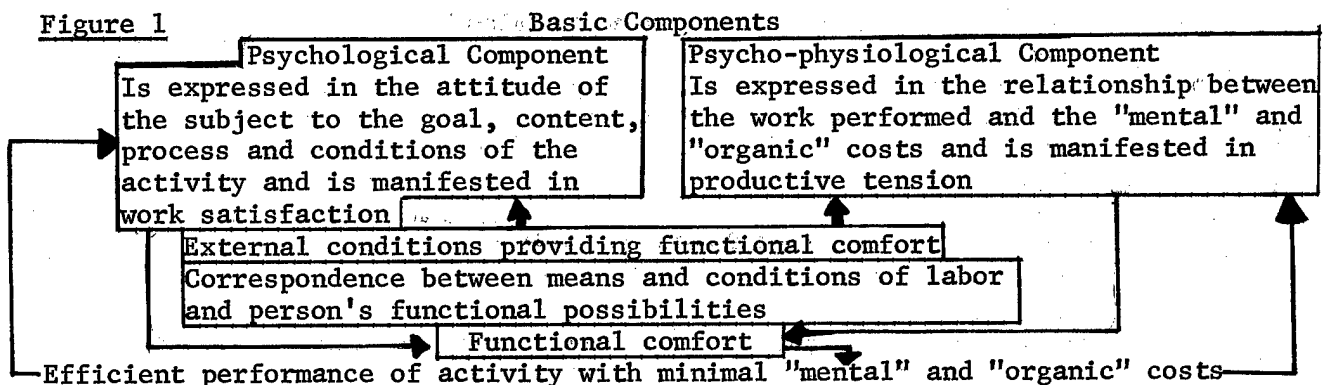 Figure 1
Basic Components
Psychological Component
Is expressed in the attitude of
the subject to the goal, content,
process and conditions of the
activity and is manifested in
work satisfaction
Psycho-physiological Component
Is expressed in the relationship between
the work performed and the "mental" and
"organic" costs and is manifested in
productive tension
External conditions providing functional comfort
Correspondence between means and conditions of labor
and person's functional possibilities
Functional comfort
Efficient performance of activity with minimal "mental" and "organic" costs